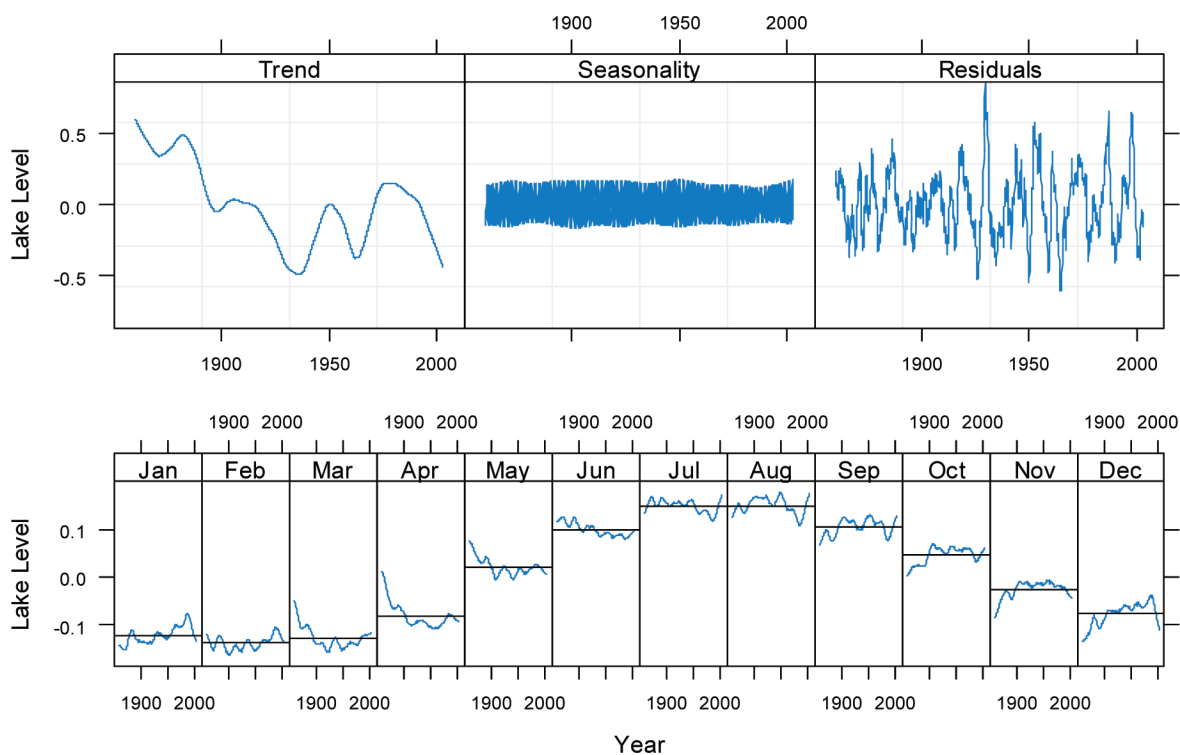 1900 1950 2000
Trend Seasonality Residuals
0.5
0.0
-0.5
Lake Level
1900 1950 2000 1900 1950 2000
1900 2000 1900 2000 1900 2000 1900 2000 1900 2000 1900 2000
Jan Feb Mar Apr May Jun Jul Aug Sep Oct Nov Dec
0.1
0.0
-0.1
Lake Level
1900 2000 1900 2000 1900 2000 1900 2000 1900 2000 1900 2000
Year